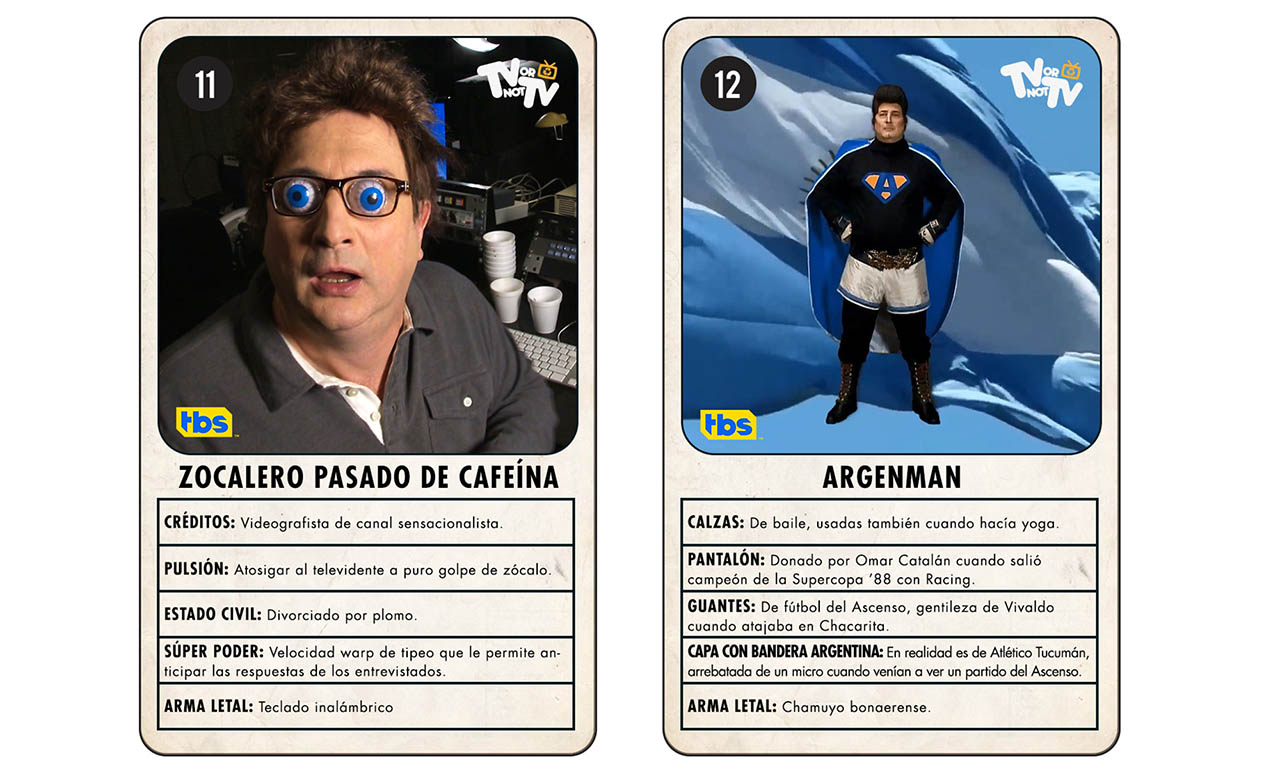 11
TV OR NOT TV
tbs
ZOCALERO PASADO DE CAFEÍNA
CRÉDITOS: Videografista de canal sensacionalista.
PULSIÓN: Atosigar al televidente a puro golpe de zócalo.
ESTADO CIVIL: Divorciado por plomo.
SÚPER PODER: Velocidad warp de tipeo que le permite an-
ticipar las respuestas de los entrevistados.
ARMA LETAL: Teclado inalámbrico
12
TV OR NOT TV
A
tbs
ARGENMAN
CALZAS: De baile, usadas también cuando hacía yoga.
PANTALÓN: Donado por Omar Catalán cuando salió
campeón de la Supercopa ’88 con Racing.
GUANTES: De fútbol del Ascenso, gentileza de Vivaldo
cuando atajaba en Chacarita.
CAPA CON BANDERA ARGENTINA: En realidad es de Atlético Tucumán,
arrebatada de un micro cuando venían a ver un partido del Ascenso.
ARMA LETAL: Chamuyo bonaerense.